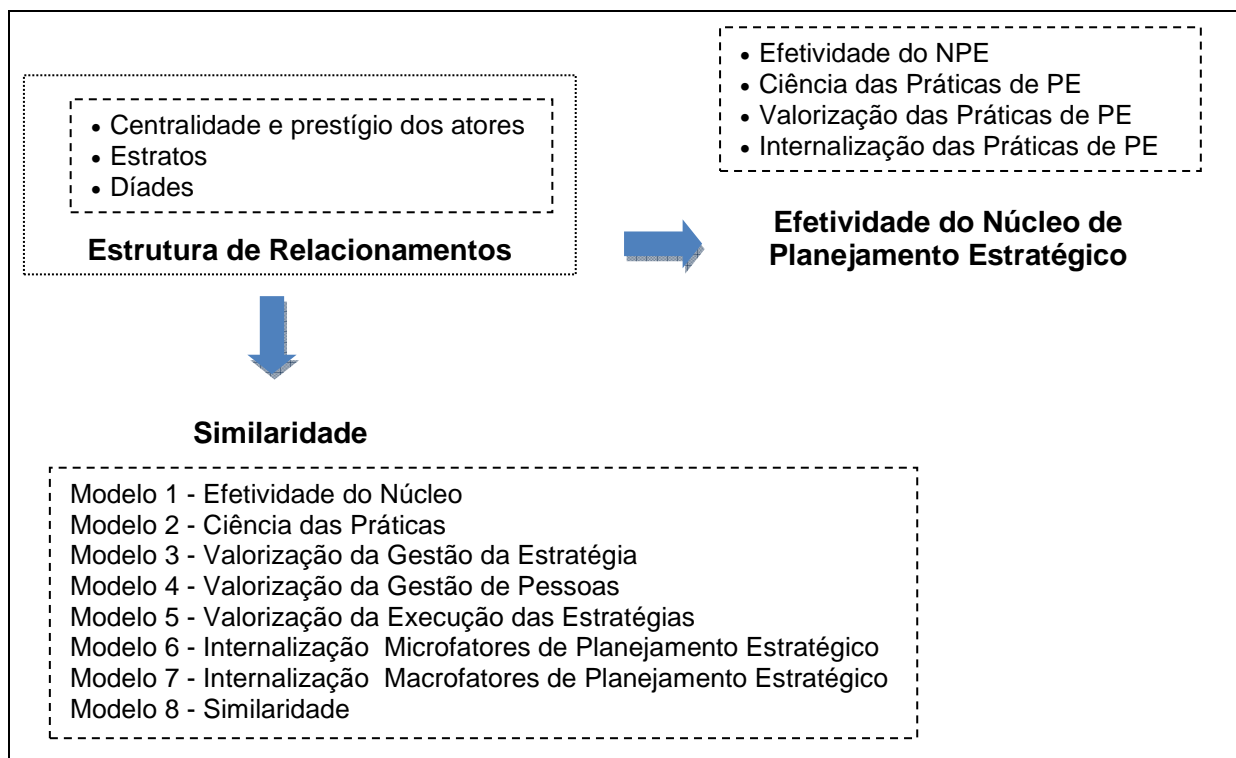 • Centralidade e prestígio dos atores
• Estratos
• Díades
Estrutura de Relacionamentos
• Efetividade do NPE
• Ciência das Práticas de PE
• Valorização das Práticas de PE
• Internalização das Práticas de PE
Efetividade do Núcleo de
Planejamento Estratégico
Similaridade
Modelo 1 - Efetividade do Núcleo
Modelo 2 - Ciência das Práticas
Modelo 3 - Valorização da Gestão da Estratégia
Modelo 4 - Valorização da Gestão de Pessoas
Modelo 5 - Valorização da Execução das Estratégias
Modelo 6 - Internalização  Microfatores de Planejamento Estratégico
Modelo 7 - Internalização  Macrofatores de Planejamento Estratégico
Modelo 8 - Similaridade